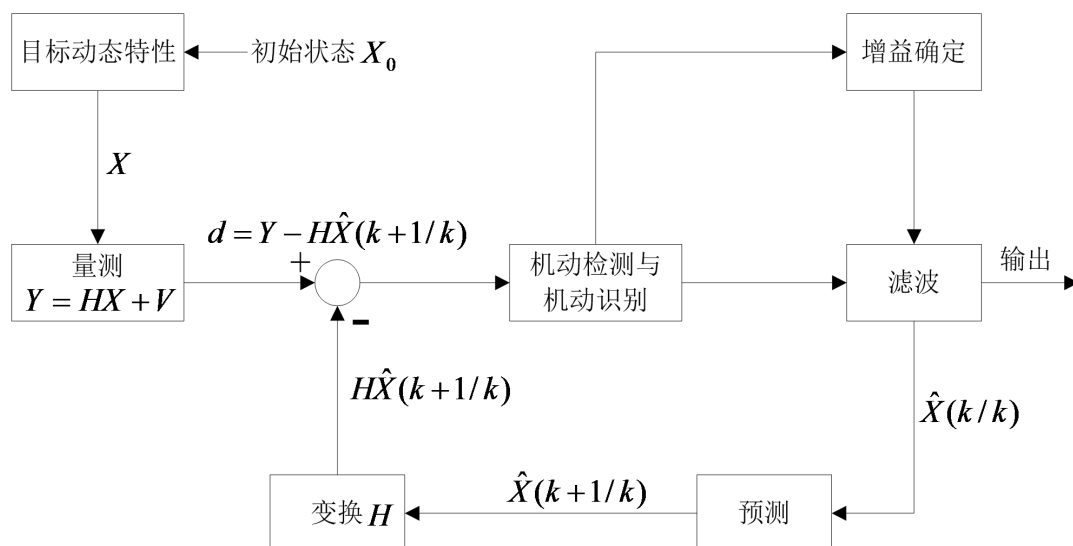 目标动态特性
初始状态 X₀
增益确定
X
d = Y − HX̂(k+1/k)
+
量测
Y = HX + V
机动检测与
机动识别
滤波
输出
-
HX̂(k+1/k)
X̂(k/k)
变换 H
X̂(k+1/k)
预测